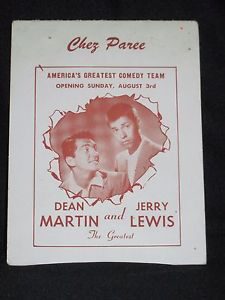 Chez Paree
AMERICA'S GREATEST COMEDY TEAM
OPENING SUNDAY, AUGUST 3rd
DEAN JERRY
MARTIN and LEWIS
The Greatest